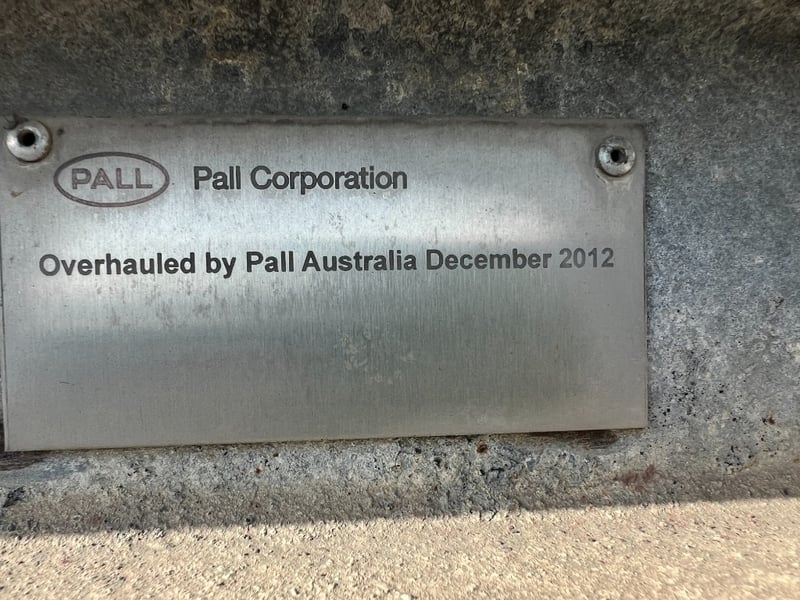 PALL Pall Corporation
Overhauled by Pall Australia December 2012